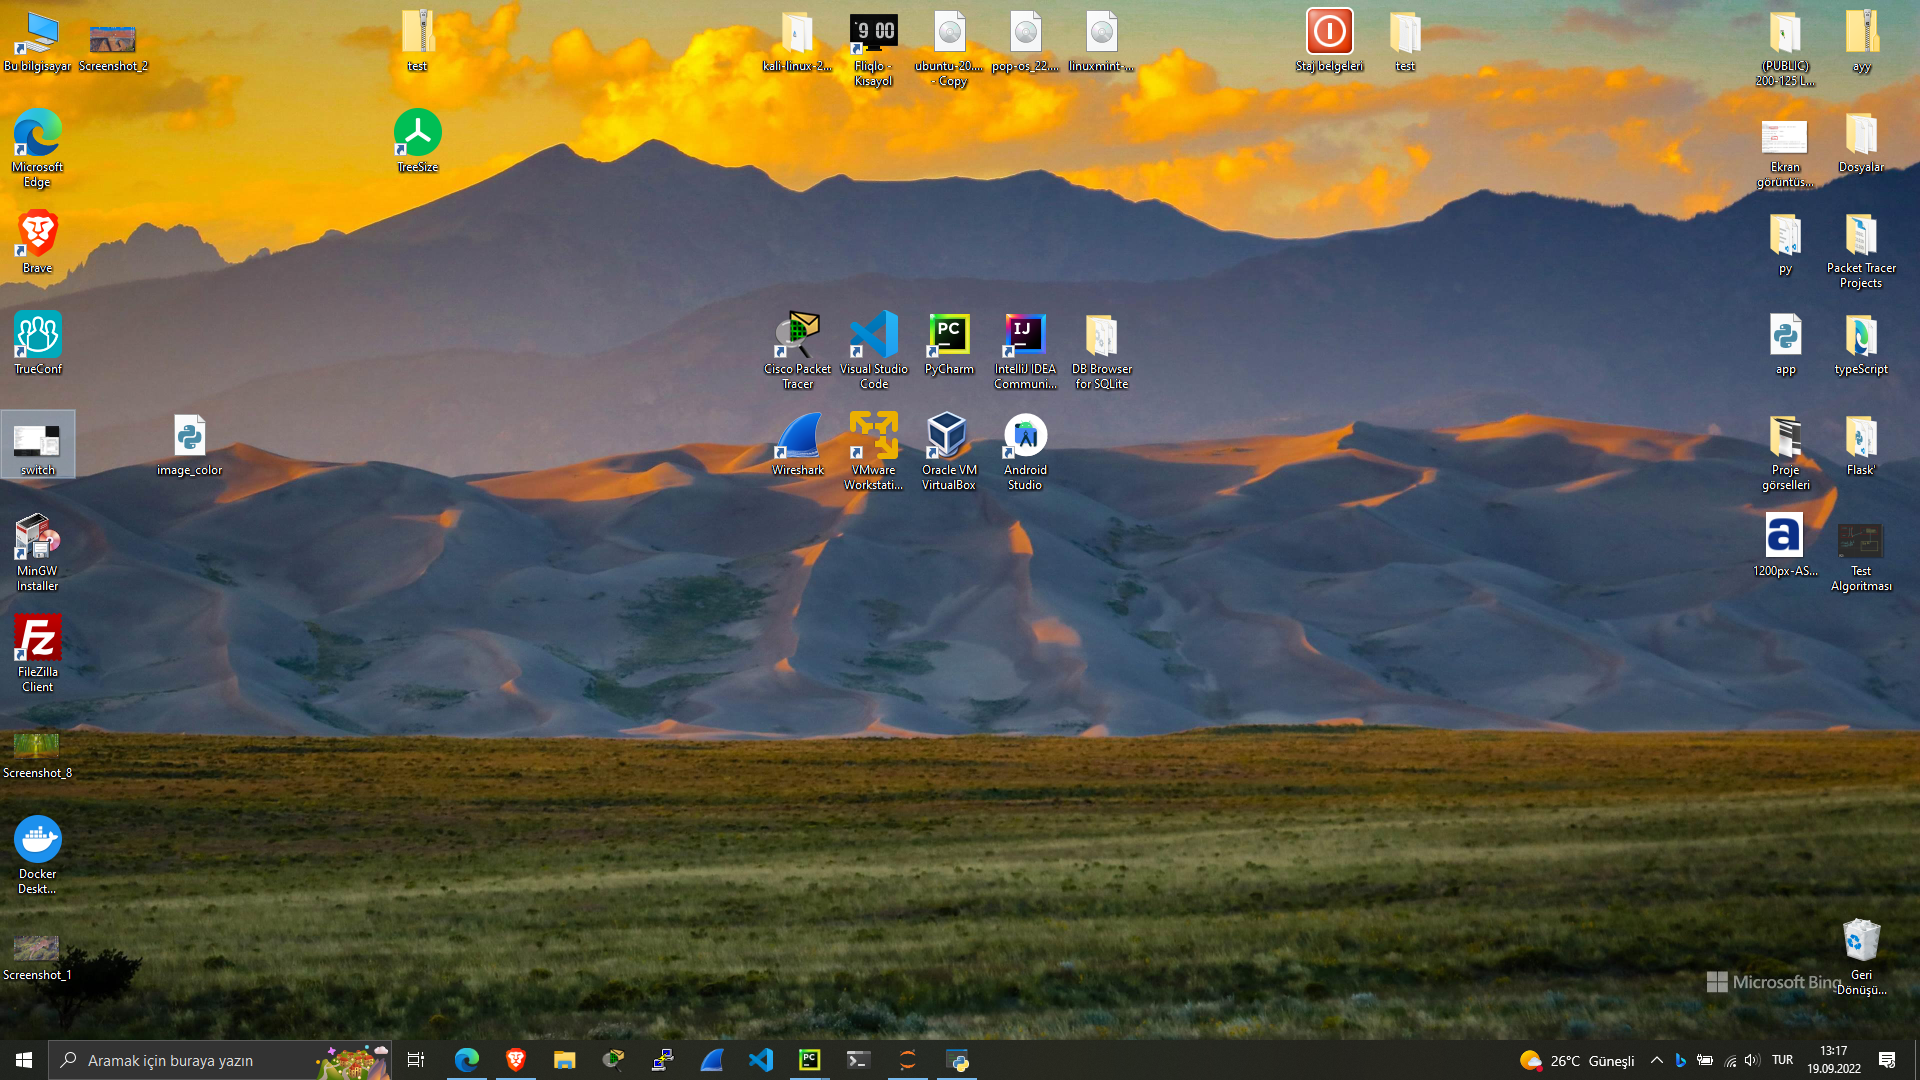 Bu bilgisayar
Screenshot_2
test
kali-linux-2...
Fliqlo -
Kısayol
ubuntu-20....
- Copy
pop-os_22....
linuxmint-...
Staj belgeleri
test
(PUBLIC)
200-125 L...
ayy
9 00
Microsoft
Edge
TreeSize
Ekran
görüntüs...
Dosyalar
Brave
py
Packet Tracer
Projects
TrueConf
Cisco Packet
Tracer
Visual Studio
Code
PC
PyCharm
IJ
IntelliJ IDEA
Communi...
DB Browser
for SQLite
app
typeScript
switch
image_color
Wireshark
VMware
Workstati...
Oracle VM
VirtualBox
Android
Studio
Proje
görselleri
Flask'
MinGW
Installer
a
1200px-AS...
Test
Algoritması
Fz
FileZilla
Client
Screenshot_8
Docker
Deskt...
Screenshot_1
Microsoft Bing
Geri
Dönüşü...
Aramak için buraya yazın
PC
26°C Güneşli
TUR
13:17
19.09.2022